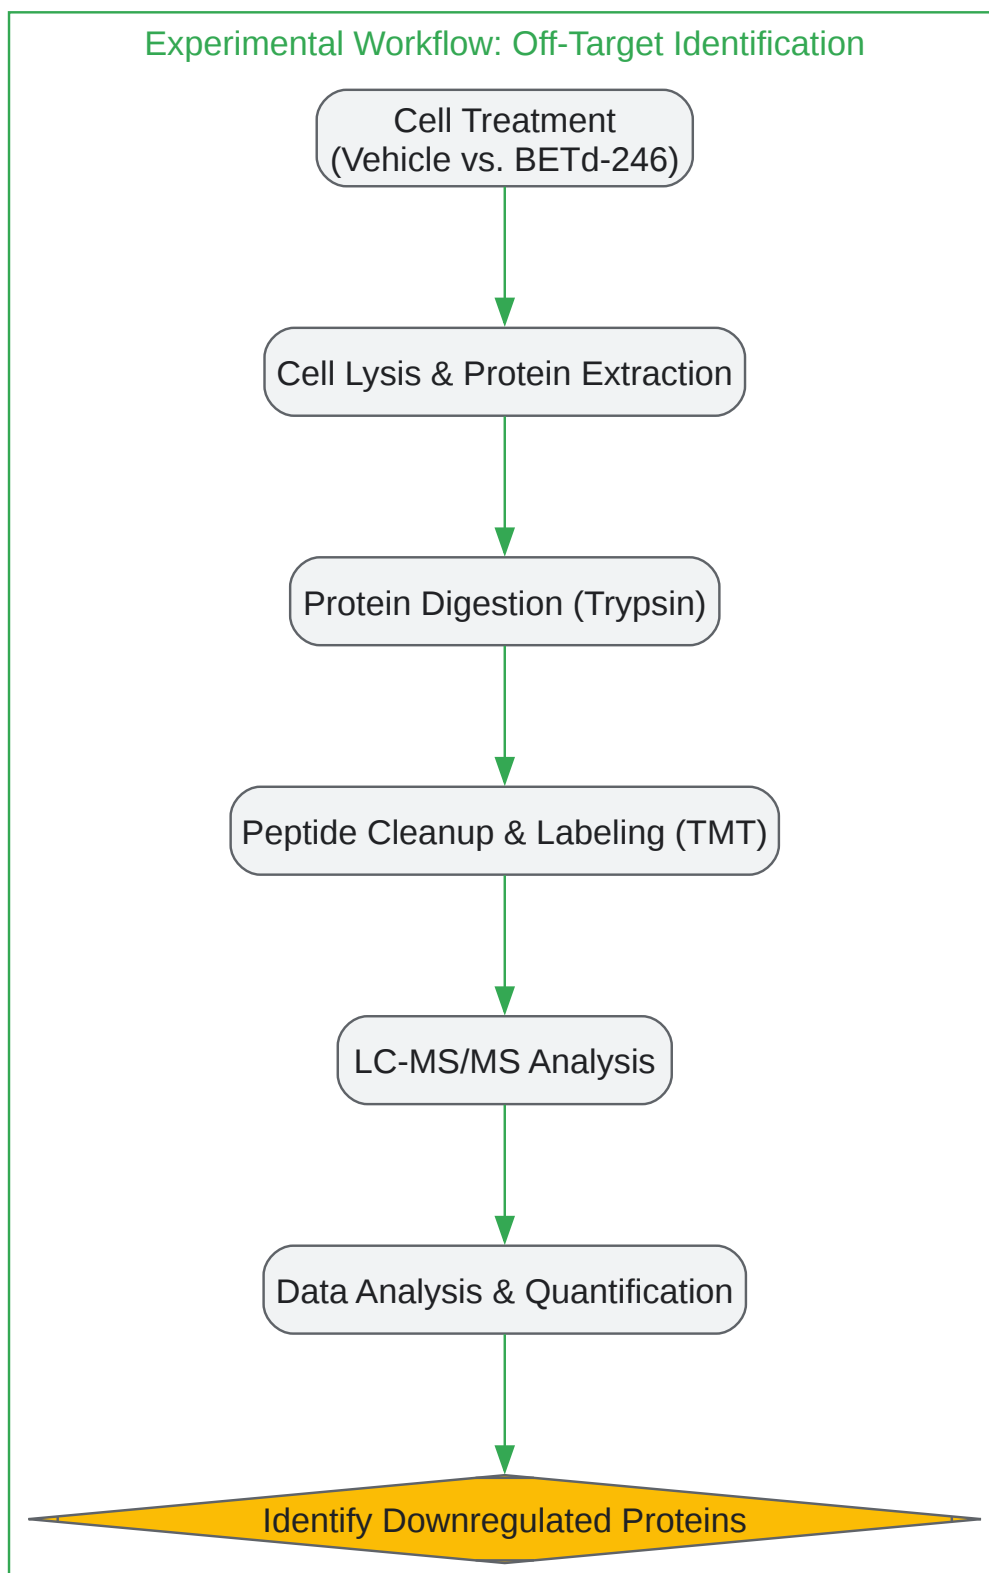 Experimental Workflow: Off-Target Identification
Cell Treatment
(Vehicle vs. BETd-246)
Cell Lysis & Protein Extraction
Protein Digestion (Trypsin)
Peptide Cleanup & Labeling (TMT)
LC-MS/MS Analysis
Data Analysis & Quantification
Identify Downregulated Proteins